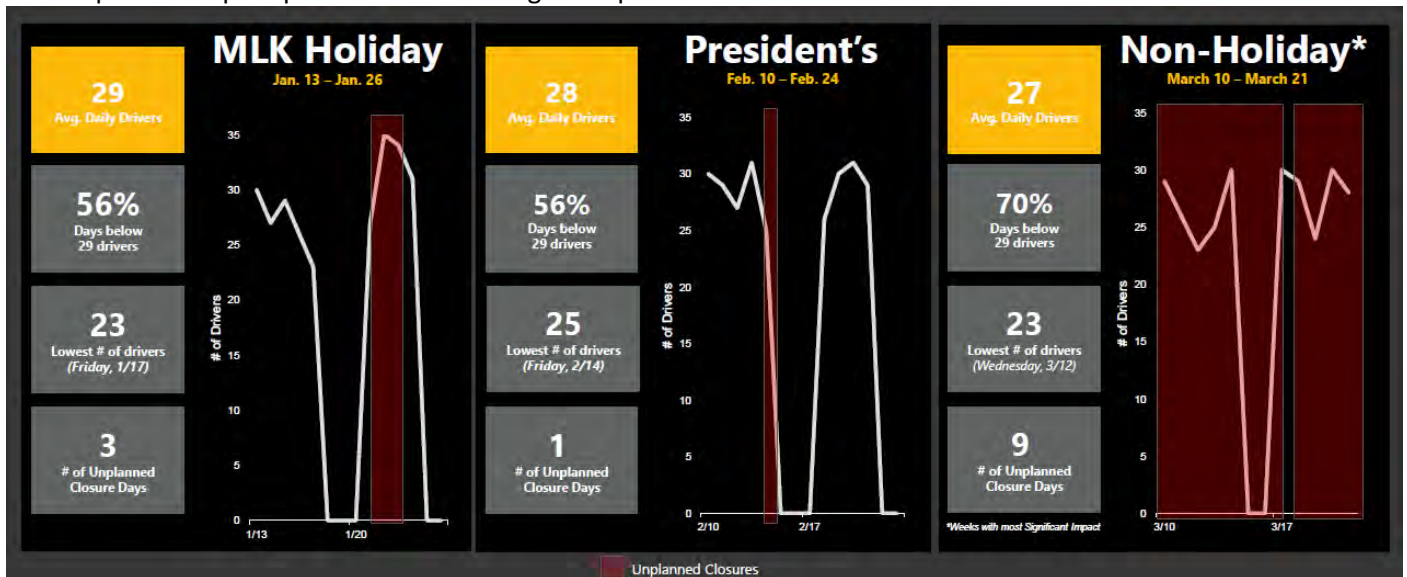 MLK Holiday
Jan. 13 – Jan. 26
29
Avg. Daily Drivers
56%
Days below
29 drivers
23
Lowest # of drivers
(Friday, 1/17)
3
# of Unplanned
Closure Days
# of Drivers
35
30
25
20
15
10
5
0
1/13
1/20
President's
Feb. 10 – Feb. 24
28
Avg. Daily Drivers
56%
Days below
29 drivers
25
Lowest # of drivers
(Friday, 2/14)
1
# of Unplanned
Closure Days
# of Drivers
35
30
25
20
15
10
5
0
2/10
2/17
Non-Holiday*
March 10 – March 21
27
Avg. Daily Drivers
70%
Days below
29 drivers
23
Lowest # of drivers
(Wednesday, 3/12)
9
# of Unplanned
Closure Days
*Weeks with most Significant Impact
# of Drivers
35
30
25
20
15
10
5
0
3/10
3/17
Unplanned Closures